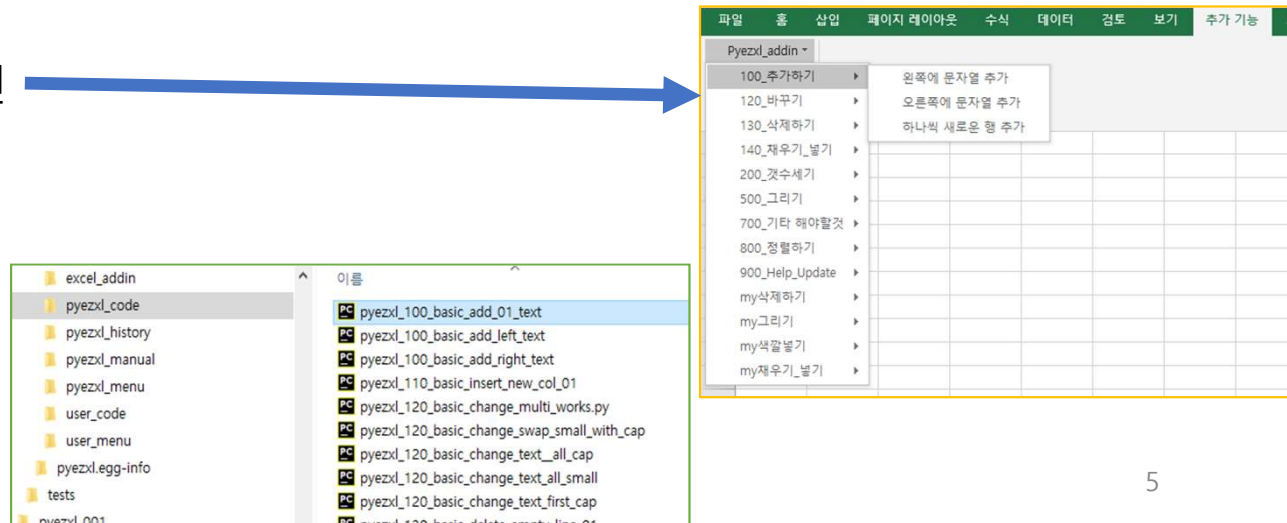 파일 홈 삽입 페이지 레이아웃 수식 데이터 검토 보기 추가 기능
Pyezxl_addin
100_추가하기
왼쪽에 문자열 추가
120_바꾸기
오른쪽에 문자열 추가
130_삭제하기
하나씩 새로운 행 추가
140_채우기_넣기
200_갯수세기
500_그리기
700_기타 해야할것
800_정렬하기
900_Help_Update
my삭제하기
my그리기
my색깔넣기
my채우기_넣기
excel_addin
pyezxl_code
pyezxl_history
pyezxl_manual
pyezxl_menu
user_code
user_menu
pyezxl.egg-info
tests
pyezxl_001
이름
pyezxl_100_basic_add_01_text
pyezxl_100_basic_add_left_text
pyezxl_100_basic_add_right_text
pyezxl_110_basic_insert_new_col_01
pyezxl_120_basic_change_multi_works.py
pyezxl_120_basic_change_swap_small_with_cap
pyezxl_120_basic_change_text__all_cap
pyezxl_120_basic_change_text_all_small
pyezxl_120_basic_change_text_first_cap
5